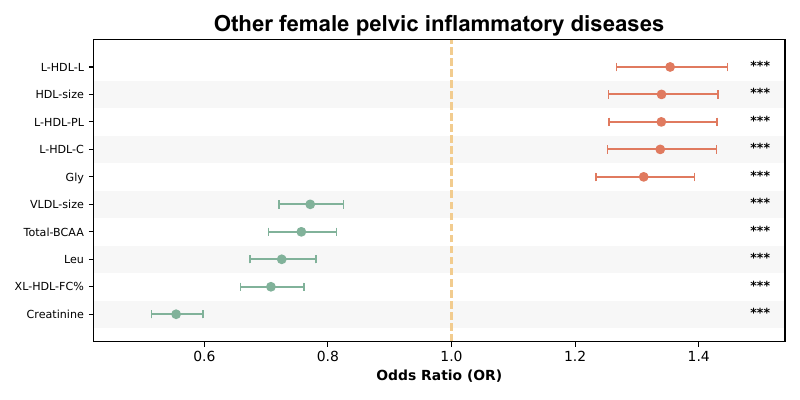 Other female pelvic inflammatory diseases
L-HDL-L ***
HDL-size ***
L-HDL-PL ***
L-HDL-C ***
Gly ***
VLDL-size ***
Total-BCAA ***
Leu ***
XL-HDL-FC% ***
Creatinine ***
0.6 0.8 1.0 1.2 1.4
Odds Ratio (OR)